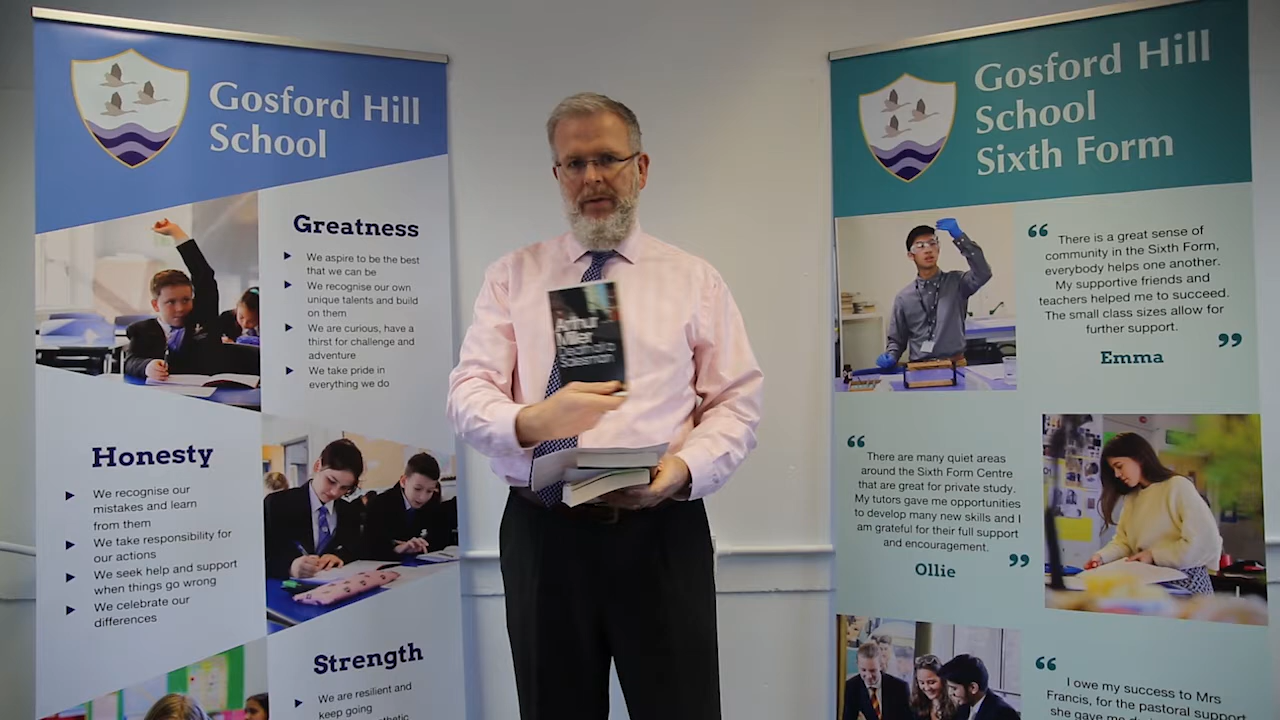 Gosford Hill
School
Greatness
We aspire to be the best
that we can be
We recognise our own
unique talents and build
on them
We are curious, have a
thirst for challenge and
adventure
We take pride in
everything we do
Honesty
We recognise our
mistakes and learn
from them
We take responsibility for
our actions
We seek help and support
when things go wrong
We celebrate our
differences
Strength
We are resilient and
keep going
Arthur
Miller
Death of a
Salesman
Gosford Hill
School
Sixth Form
“ There is a great sense of
community in the Sixth Form,
everybody helps one another.
My supportive friends and
teachers helped me to succeed.
The small class sizes allow for
further support. ”
Emma
“ There are many quiet areas
around the Sixth Form Centre
that are great for private study.
My tutors gave me opportunities
to develop many new skills and I
am grateful for their full support
and encouragement. ”
Ollie
“ I owe my success to Mrs
Francis, for the pastoral support
she gave me